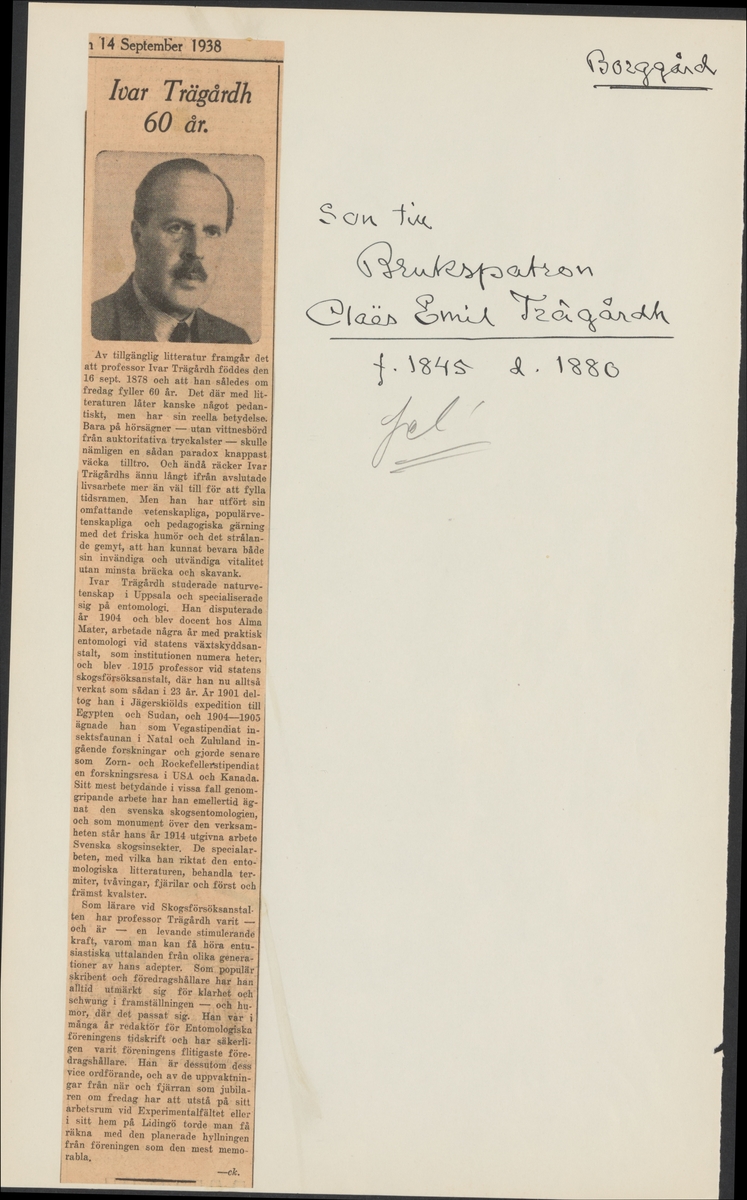 14 September 1938
Ivar Trägårdh
60 år.
Av tillgänglig litteratur framgår det
att professor Ivar Trägårdh föddes den
16 sept. 1878 och att han således om
fredag fyller 60 år. Det där med lit-
teraturen låter kanske något pedan-
tiskt, men har sin reella betydelse.
Bara på hörsägner — utan vittnesbörd
från auktoritativa tryckalster — skulle
nämligen en sådan paradox knappast
väcka tilltro. Och ändå räcker Ivar
Trägårdhs ännu långt ifrån avslutade
livsarbete mer än väl till för att fylla
tidsramen. Men han har utfört sin
omfattande vetenskapliga, populärve-
tenskapliga och pedagogiska gärning
med det friska humör och det strålan-
de gemyt, att han kunnat bevara både
sin invändiga och utvändiga vitalitet
utan minsta bräcka och skavank.
Ivar Trägårdh studerade naturve-
tenskap i Uppsala och specialiserade
sig på entomologi. Han disputerade
år 1904 och blev docent hos Alma
Mater, arbetade några år med praktisk
entomologi vid statens växtskyddsan-
stalt, som institutionen numera heter,
och blev 1915 professor vid statens
skogsförsöksanstalt, där han nu alltså
verkat som sådan i 23 år. År 1901 del-
tog han i Jägerskiölds expedition till
Egypten och Sudan, och 1904—1905
ägnade han som Vegastipendiat in-
sektsfaunan i Natal och Zululand in-
gående forskningar och gjorde senare
som Zorn- och Rockefellerstipendiat
en forskningsresa i USA och Kanada.
Sitt mest betydande i vissa fall genom-
gripande arbete har han emellertid äg-
nat den svenska skogsentomologien,
och som monument över den verksam-
heten står hans år 1914 utgivna arbete
Svenska skogsinsekter. De specialar-
beten, med vilka han riktat den ento-
mologiska litteraturen, behandla ter-
miter, tvåvingar, fjärilar och först och
främst kvalster.
Som lärare vid Skogsförsöksanstal-
ten har professor Trägårdh varit —
och är — en levande stimulerande
kraft, varom man kan få höra entu-
siastiska uttalanden från olika genera-
tioner av hans adepter. Som populär
skribent och föredragshållare har han
alltid utmärkt sig för klarhet och
schwung i framställningen — och hu-
mor, där det passat sig. Han var i
många år redaktör för Entomologiska
föreningens tidskrift och har säkerli-
gen varit föreningens flitigaste före-
dragshållare. Han är dessutom dess
vice ordförande, och av de uppvaktnin-
gar från när och fjärran som jubila-
ren om fredag har att utstå på sitt
arbetsrum vid Experimentalfältet eller
i sitt hem på Lidingö torde man få
räkna med den planerade hyllningen
från föreningen som den mest memo-
rabla.
—ck.
Borggård
Son till
Brukspatron
Claës Emil Trägårdh
f. 1845 d. 1880
fel!